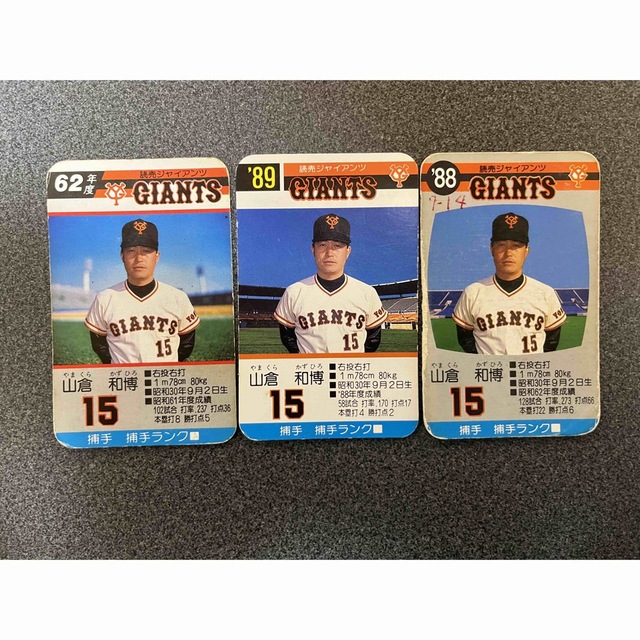 62年度
読売ジャイアンツ
GIANTS
GIANTS
15
YO
やま くら かず ひろ
山倉 和博
15
■右投右打
■1m78cm 80kg
■昭和30年9月2日生
■昭和61年度成績
102試合 打率.237 打点36
本塁打8 勝打点5
捕手 捕手ランク
'89
読売ジャイアンツ
GIANTS
GIANTS
15
やま くら かず ひろ
山倉 和博
15
■右投右打
■1m78cm 80kg
■昭和30年9月2日生
■'88年度成績
58試合 打率.170 打点17
本塁打4 勝打点2
捕手 捕手ランク
'88
読売ジャイアンツ
GIANTS
7-14
GIANTS
15
やま くら かず ひろ
山倉 和博
15
■右投右打
■1m78cm 80kg
■昭和30年9月2日生
■昭和62年度成績
128試合 打率.273 打点66
本塁打22 勝打点6
捕手 捕手ランク